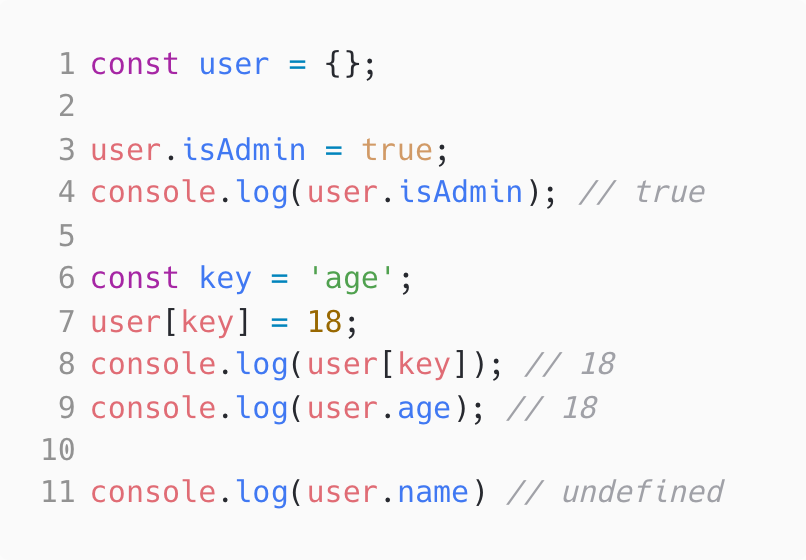 1 const user = {};
2
3 user.isAdmin = true;
4 console.log(user.isAdmin); // true
5
6 const key = 'age';
7 user[key] = 18;
8 console.log(user[key]); // 18
9 console.log(user.age); // 18
10
11 console.log(user.name) // undefined